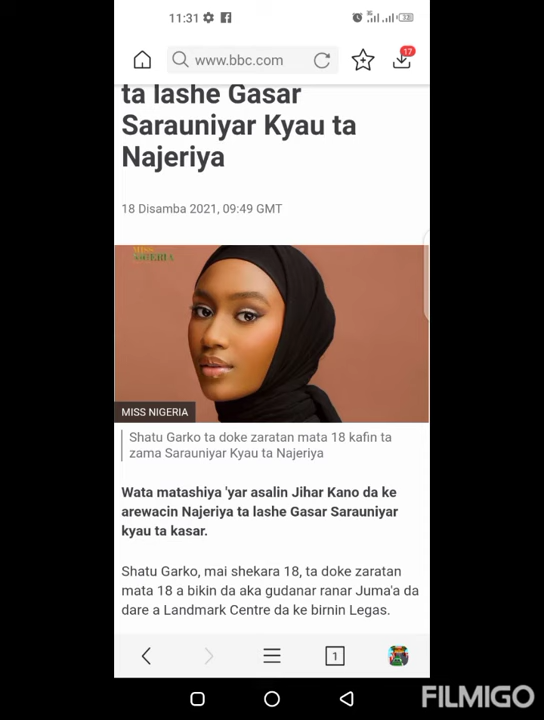 11:31
3G
33
www.bbc.com
17
ta lashe Gasar
Sarauniyar Kyau ta
Najeriya
18 Disamba 2021, 09:49 GMT
MISS
NIGERIA
MISS NIGERIA
Shatu Garko ta doke zaratan mata 18 kafin ta
zama Sarauniyar Kyau ta Najeriya
Wata matashiya 'yar asalin Jihar Kano da ke
arewacin Najeriya ta lashe Gasar Sarauniyar
kyau ta kasar.
Shatu Garko, mai shekara 18, ta doke zaratan
mata 18 a bikin da aka gudanar ranar Juma'a da
dare a Landmark Centre da ke birnin Legas.
1
FILMIGO